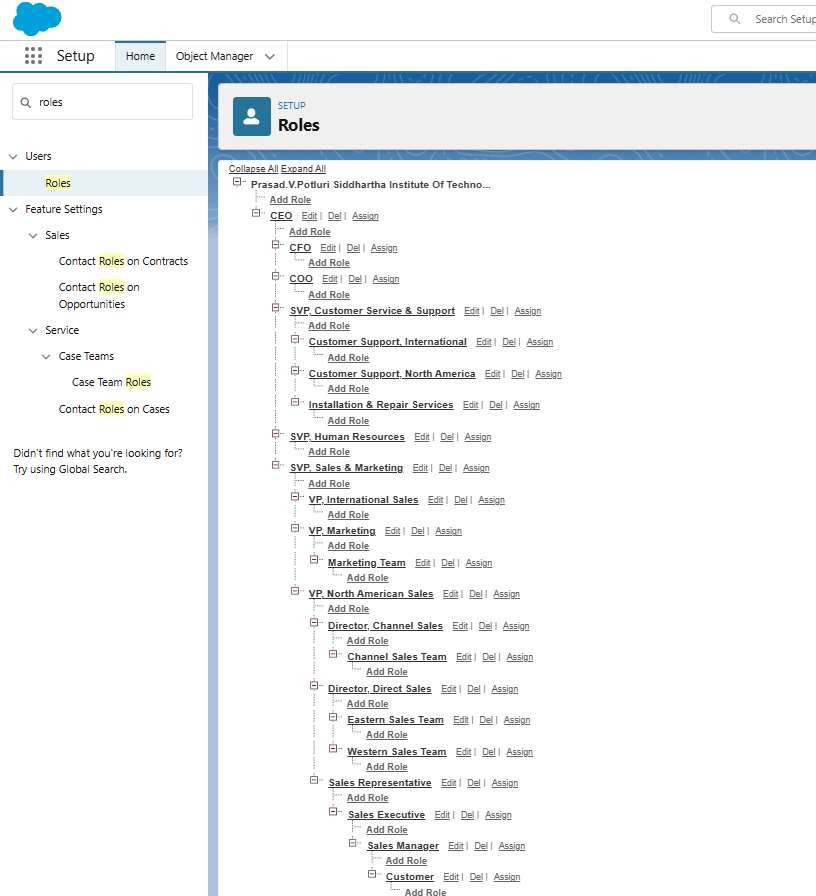 Search Setup
Setup
Home
Object Manager
roles
Users
Roles
Feature Settings
Sales
Contact Roles on Contracts
Contact Roles on
Opportunities
Service
Case Teams
Case Team Roles
Contact Roles on Cases
Didn't find what you're looking for?
Try using Global Search.
SETUP
Roles
Collapse All Expand All
Prasad.V.Potluri Siddhartha Institute Of Techno...
Add Role
CEO Edit | Del | Assign
Add Role
CFO Edit | Del | Assign
Add Role
COO Edit | Del | Assign
Add Role
SVP, Customer Service & Support Edit | Del | Assign
Add Role
Customer Support, International Edit | Del | Assign
Add Role
Customer Support, North America Edit | Del | Assign
Add Role
Installation & Repair Services Edit | Del | Assign
Add Role
SVP, Human Resources Edit | Del | Assign
Add Role
SVP, Sales & Marketing Edit | Del | Assign
Add Role
VP, International Sales Edit | Del | Assign
Add Role
VP, Marketing Edit | Del | Assign
Add Role
Marketing Team Edit | Del | Assign
Add Role
VP, North American Sales Edit | Del | Assign
Add Role
Director, Channel Sales Edit | Del | Assign
Add Role
Channel Sales Team Edit | Del | Assign
Add Role
Director, Direct Sales Edit | Del | Assign
Add Role
Eastern Sales Team Edit | Del | Assign
Add Role
Western Sales Team Edit | Del | Assign
Add Role
Sales Representative Edit | Del | Assign
Add Role
Sales Executive Edit | Del | Assign
Add Role
Sales Manager Edit | Del | Assign
Add Role
Customer Edit | Del | Assign
Add Role